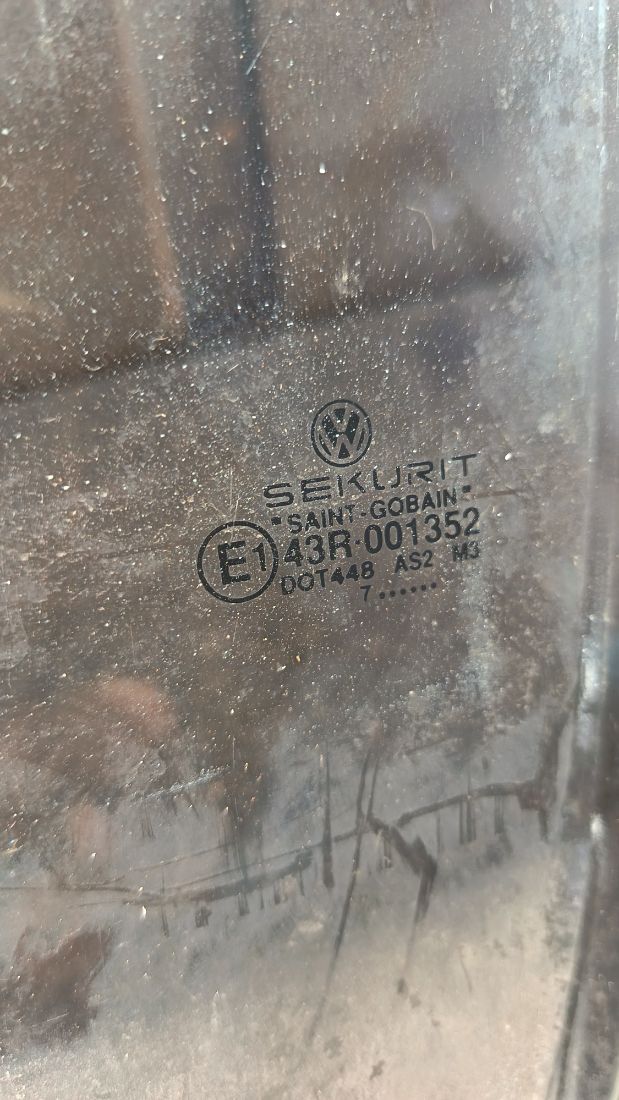 SEKURIT
"SAINT-GOBAIN"
E1 43R-001352
DOT448 AS2 M3
7......